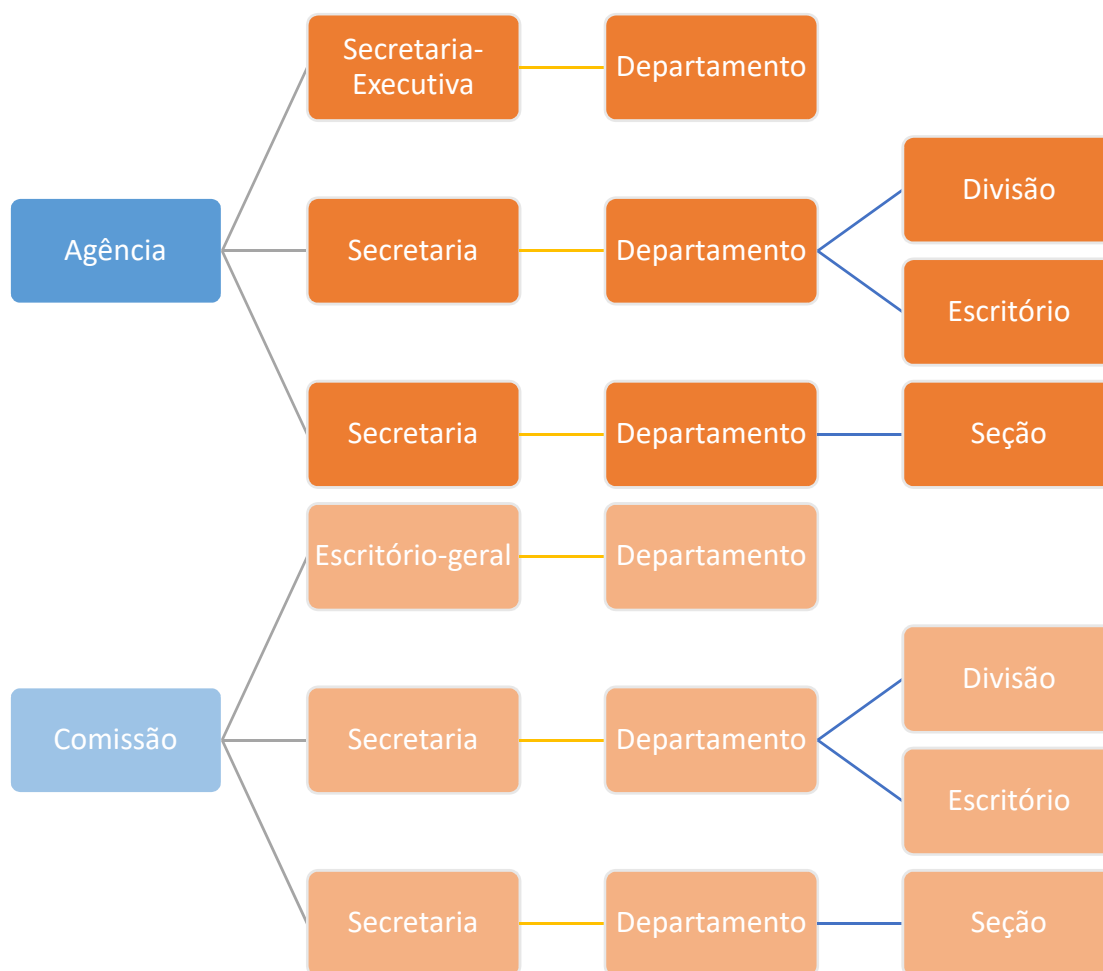 Secretaria-
Executiva
Departamento
Divisão
Agência
Secretaria
Departamento
Escritório
Secretaria
Departamento
Seção
Escritório-geral
Departamento
Divisão
Comissão
Secretaria
Departamento
Escritório
Secretaria
Departamento
Seção